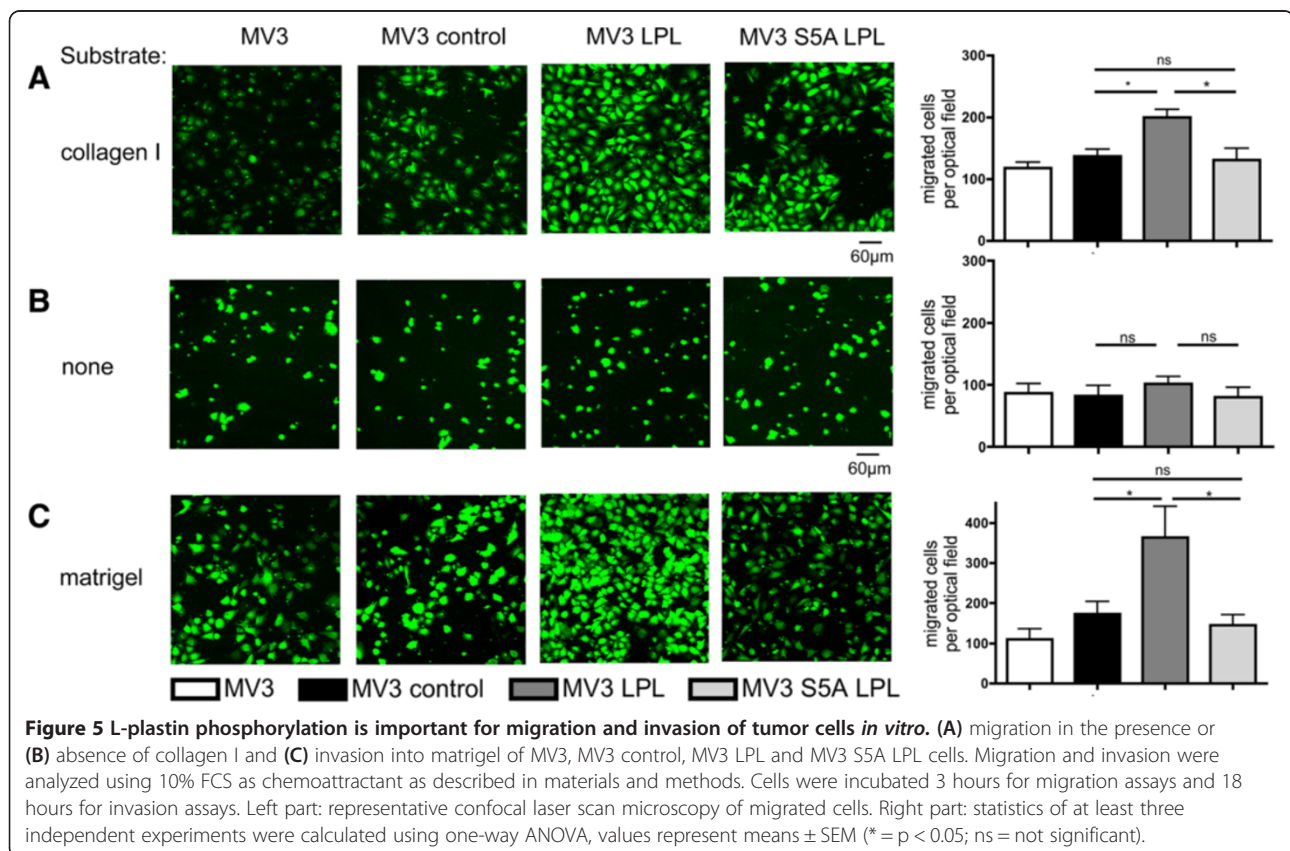 MV3 MV3 control MV3 LPL MV3 S5A LPL
Substrate:
A
collagen I
60µm
migrated cells
per optical field
300
200
100
0
ns
* *
B
none
60µm
migrated cells
per optical field
300
200
100
0
ns ns
C
matrigel
migrated cells
per optical field
400
300
200
100
0
ns
* *
MV3 MV3 control MV3 LPL MV3 S5A LPL
Figure 5 L-plastin phosphorylation is important for migration and invasion of tumor cells in vitro. (A) migration in the presence or
(B) absence of collagen I and (C) invasion into matrigel of MV3, MV3 control, MV3 LPL and MV3 S5A LPL cells. Migration and invasion were
analyzed using 10% FCS as chemoattractant as described in materials and methods. Cells were incubated 3 hours for migration assays and 18
hours for invasion assays. Left part: representative confocal laser scan microscopy of migrated cells. Right part: statistics of at least three
independent experiments were calculated using one-way ANOVA, values represent means ± SEM (* = p < 0.05; ns = not significant).